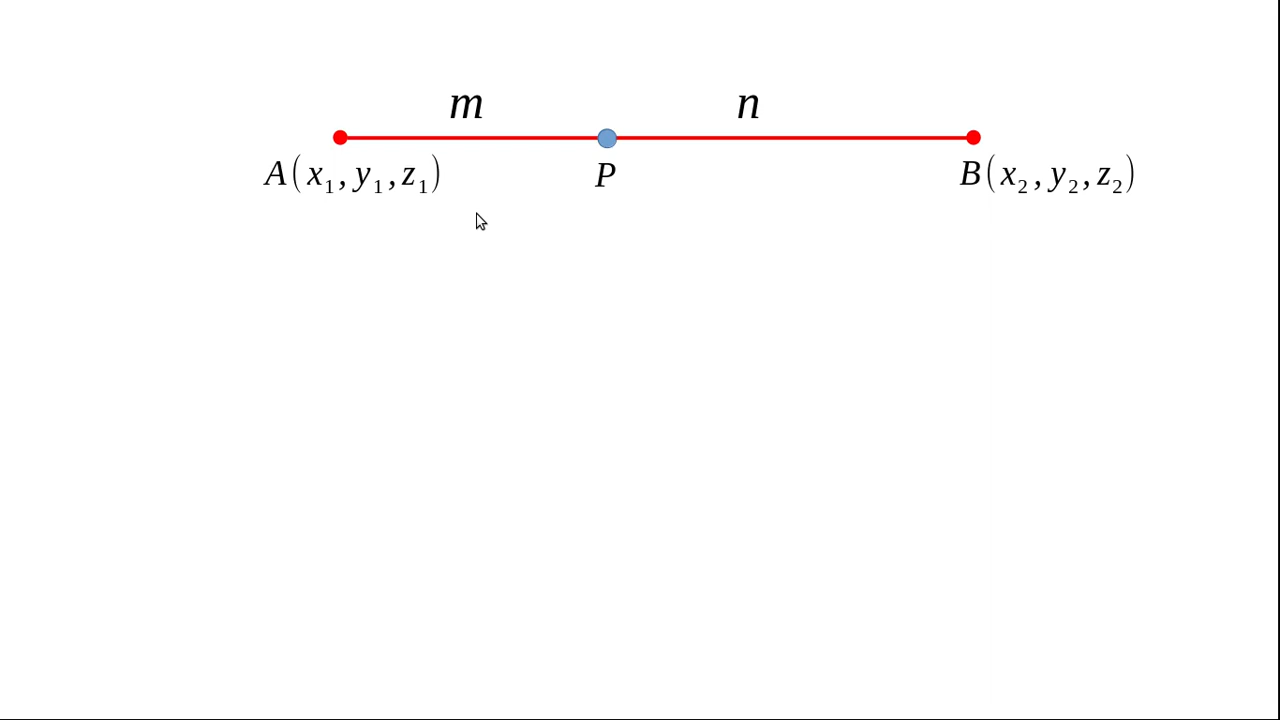 m n
A(x₁, y₁, z₁) P B(x₂, y₂, z₂)